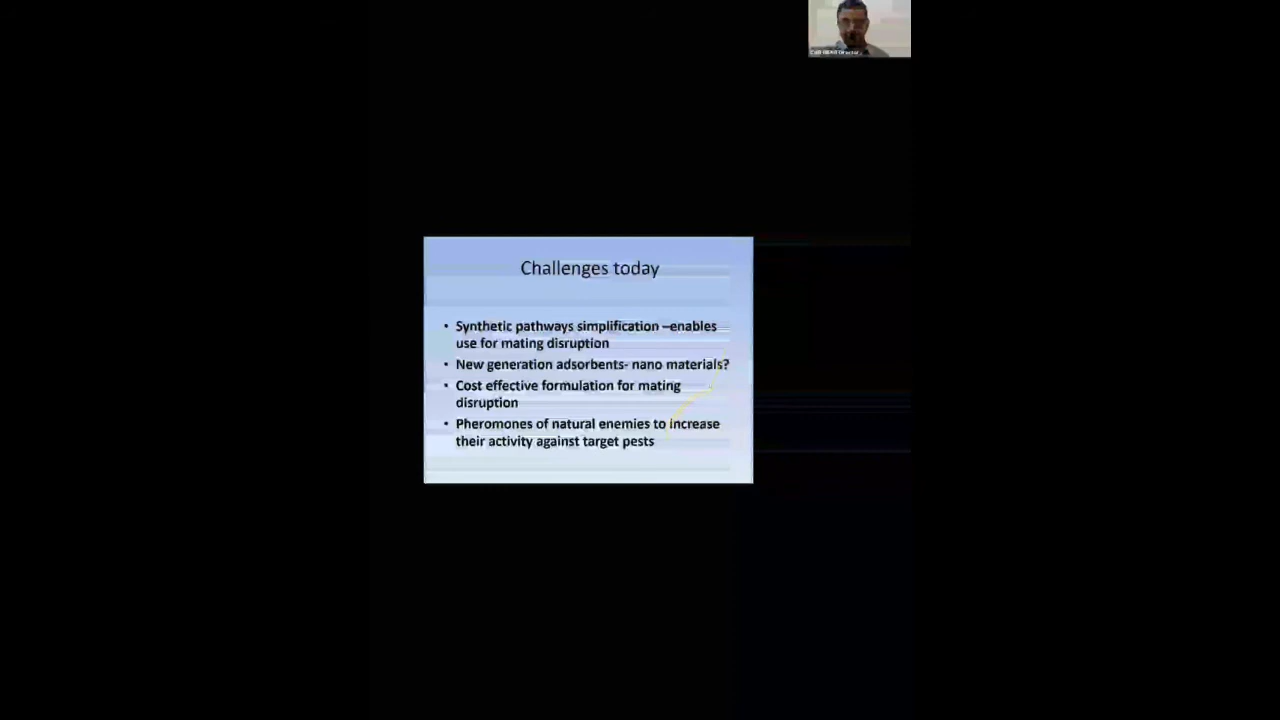 Challenges today
• Synthetic pathways simplification –enables
use for mating disruption
• New generation adsorbents- nano materials?
• Cost effective formulation for mating
disruption
• Pheromones of natural enemies to increase
their activity against target pests